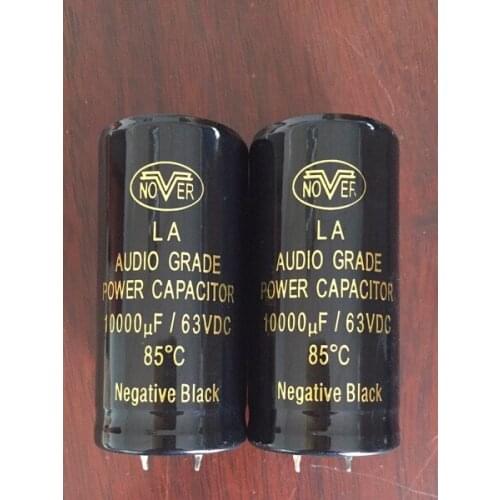 NOVER
LA
AUDIO GRADE
POWER CAPACITOR
10000µF / 63VDC
85°C
Negative Black
NOVER
LA
AUDIO GRADE
POWER CAPACITOR
10000µF / 63VDC
85°C
Negative Black